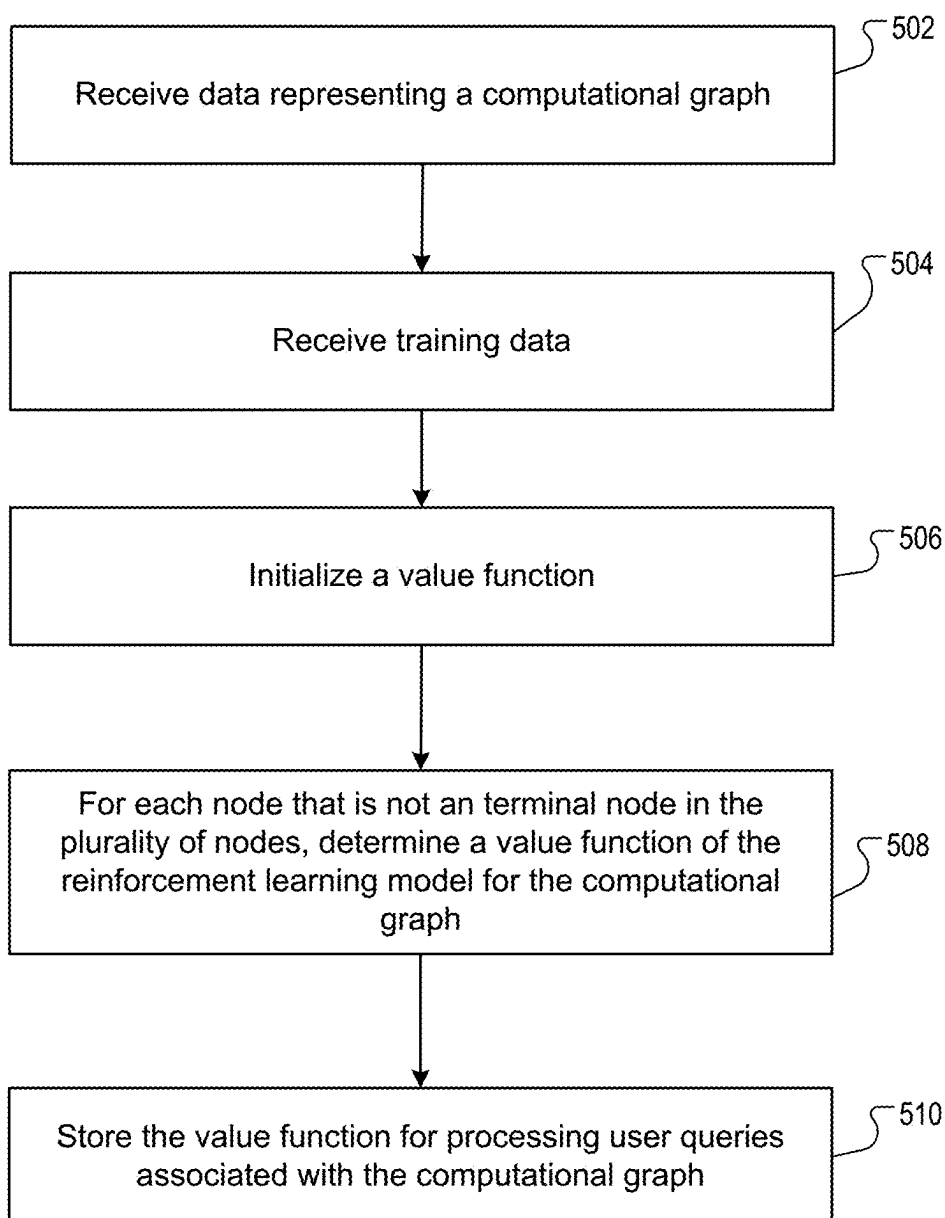 502
Receive data representing a computational graph
504
Receive training data
506
Initialize a value function
For each node that is not an terminal node in the
plurality of nodes, determine a value function of the
reinforcement learning model for the computational
graph
508
Store the value function for processing user queries
associated with the computational graph
510